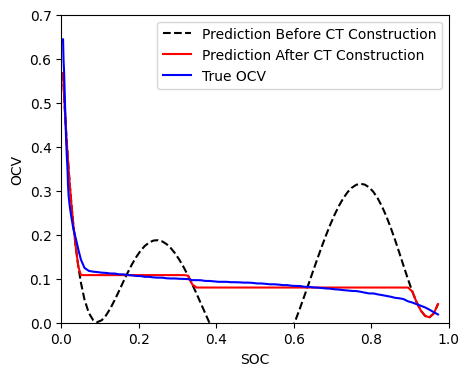 0.7
0.6
0.5
0.4
0.3
0.2
0.1
0.0
OCV
Prediction Before CT Construction
Prediction After CT Construction
True OCV
0.0 0.2 0.4 0.6 0.8 1.0
SOC